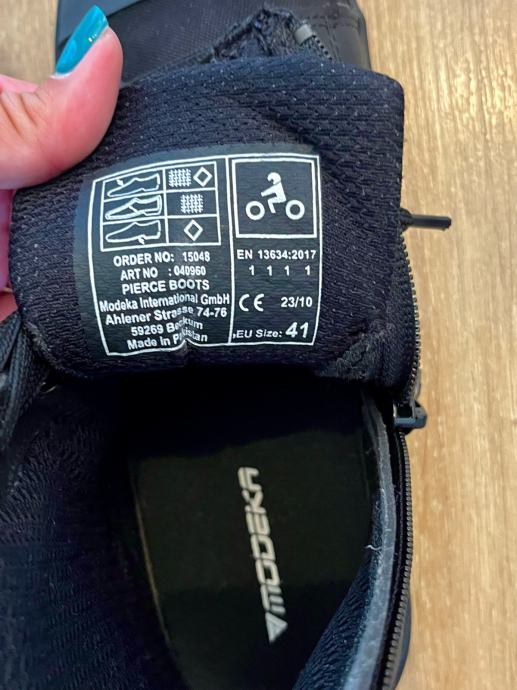 ORDER NO: 15048
ART NO : 040960
PIERCE BOOTS
Modeka International GmbH
Ahlener Strasse 74-76
59269 Beckum
Made in Pakistan
EN 13634:2017
1 1 1 1
CE 23/10
EU Size: 41
MODEKA